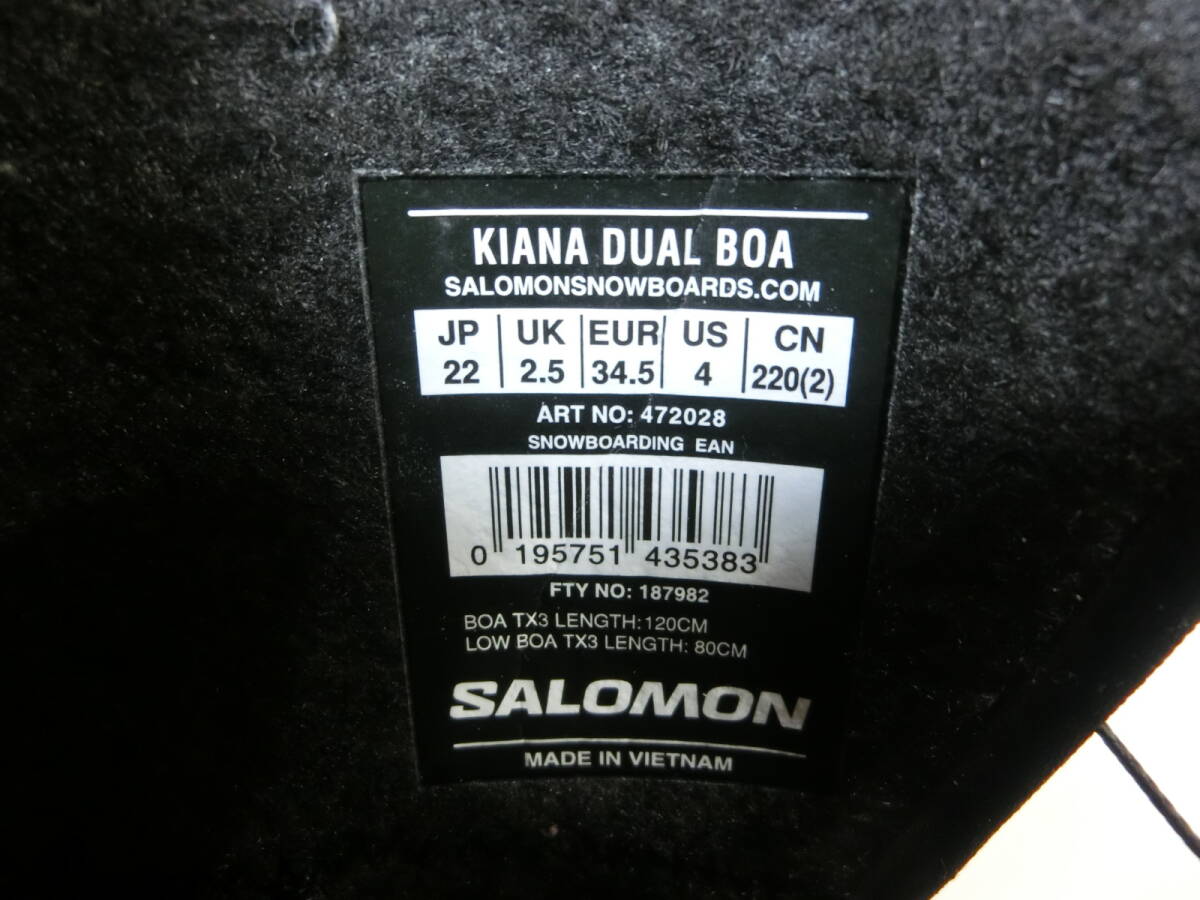 KIANA DUAL BOA
SALOMONSNOWBOARDS.COM
JP UK EUR US CN
22 2.5 34.5 4 220(2)
ART NO: 472028
SNOWBOARDING EAN
0 195751 435383
FTY NO: 187982
BOA TX3 LENGTH:120CM
LOW BOA TX3 LENGTH: 80CM
SALOMON
MADE IN VIETNAM